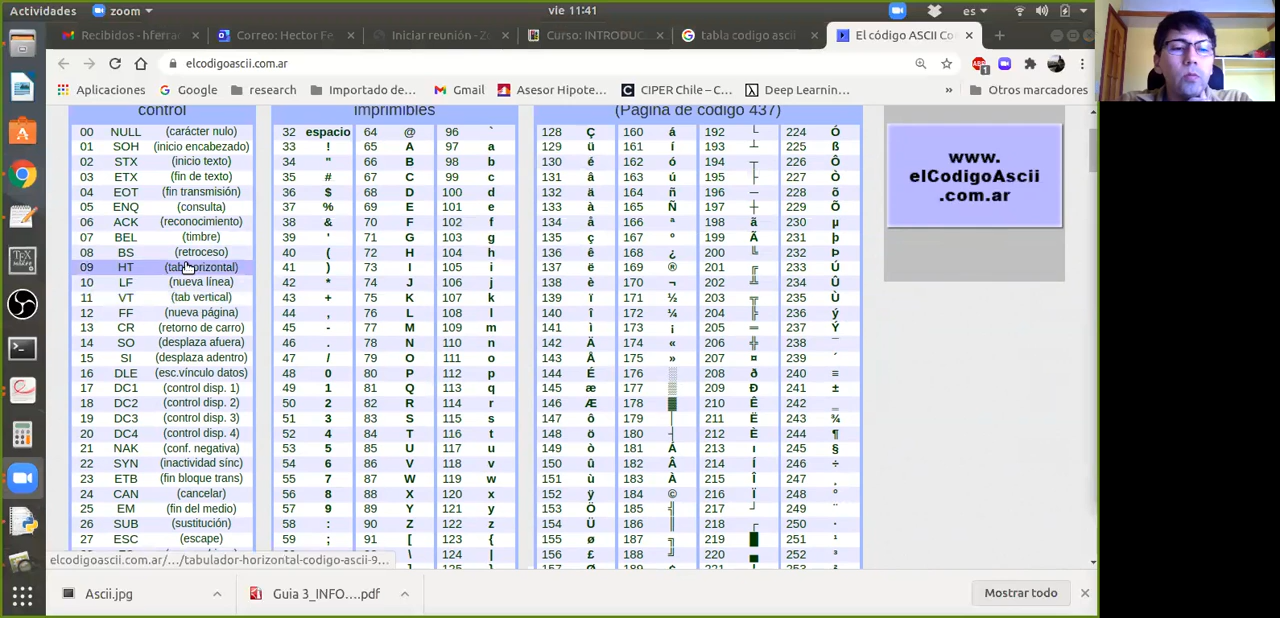 Actividades zoom vie 11:41 es
Recibidos - hferra Correo: Hector Fe Iniciar reunión - Zo Curso: INTRODUC tabla codigo ascii El código ASCII Co
elcodigoascii.com.ar
Aplicaciones Google research Importado de... Gmail Asesor Hipote... CIPER Chile – C... Deep Learnin... » Otros marcadores
control imprimibles (Página de código 437)
00 NULL (carácter nulo) 32 espacio 64 @ 96 ` 128 Ç 160 á 192 └ 224 Ó
01 SOH (inicio encabezado) 33 ! 65 A 97 a 129 ü 161 í 193 ┴ 225 ß
02 STX (inicio texto) 34 " 66 B 98 b 130 é 162 ó 194 ┬ 226 Ô
03 ETX (fin de texto) 35 # 67 C 99 c 131 â 163 ú 195 ├ 227 Ò
04 EOT (fin transmisión) 36 $ 68 D 100 d 132 ä 164 ñ 196 ─ 228 õ
05 ENQ (consulta) 37 % 69 E 101 e 133 à 165 Ñ 197 ┼ 229 Õ
06 ACK (reconocimiento) 38 & 70 F 102 f 134 å 166 ª 198 ã 230 µ
07 BEL (timbre) 39 ' 71 G 103 g 135 ç 167 º 199 Ã 231 þ
08 BS (retroceso) 40 ( 72 H 104 h 136 ê 168 ¿ 200 ╚ 232 Þ
09 HT (tab horizontal) 41 ) 73 I 105 i 137 ë 169 ® 201 ╔ 233 Ú
10 LF (nueva línea) 42 * 74 J 106 j 138 è 170 ¬ 202 ╩ 234 Û
11 VT (tab vertical) 43 + 75 K 107 k 139 ï 171 ½ 203 ╦ 235 Ù
12 FF (nueva página) 44 , 76 L 108 l 140 î 172 ¼ 204 ╠ 236 ý
13 CR (retorno de carro) 45 - 77 M 109 m 141 ì 173 ¡ 205 ═ 237 Ý
14 SO (desplaza afuera) 46 . 78 N 110 n 142 Ä 174 « 206 ╬ 238 ¯
15 SI (desplaza adentro) 47 / 79 O 111 o 143 Å 175 » 207 ¤ 239 ´
16 DLE (esc.vínculo datos) 48 0 80 P 112 p 144 É 176 ░ 208 ð 240 ≡
17 DC1 (control disp. 1) 49 1 81 Q 113 q 145 æ 177 ▒ 209 Ð 241 ±
18 DC2 (control disp. 2) 50 2 82 R 114 r 146 Æ 178 ▓ 210 Ê 242 ‗
19 DC3 (control disp. 3) 51 3 83 S 115 s 147 ô 179 │ 211 Ë 243 ¾
20 DC4 (control disp. 4) 52 4 84 T 116 t 148 ö 180 ┤ 212 È 244 ¶
21 NAK (conf. negativa) 53 5 85 U 117 u 149 ò 181 Á 213 ı 245 §
22 SYN (inactividad sínc) 54 6 86 V 118 v 150 û 182 Â 214 Í 246 ÷
23 ETB (fin bloque trans) 55 7 87 W 119 w 151 ù 183 À 215 Î 247 ¸
24 CAN (cancelar) 56 8 88 X 120 x 152 ÿ 184 © 216 Ï 248 °
25 EM (fin del medio) 57 9 89 Y 121 y 153 Ö 185 ╣ 217 ┘ 249 ¨
26 SUB (sustitución) 58 : 90 Z 122 z 154 Ü 186 ║ 218 ┌ 250 ·
27 ESC (escape) 59 ; 91 [ 123 { 155 ø 187 ╗ 219 █ 251 ¹
\ 124 | 156 £ 188 ╝ 220 ▄ 252 ³
157
www.
elCodigoAscii
.com.ar
elcodigoascii.com.ar/.../tabulador-horizontal-codigo-ascii-9...
Ascii.jpg Guia 3_INFO....pdf Mostrar todo